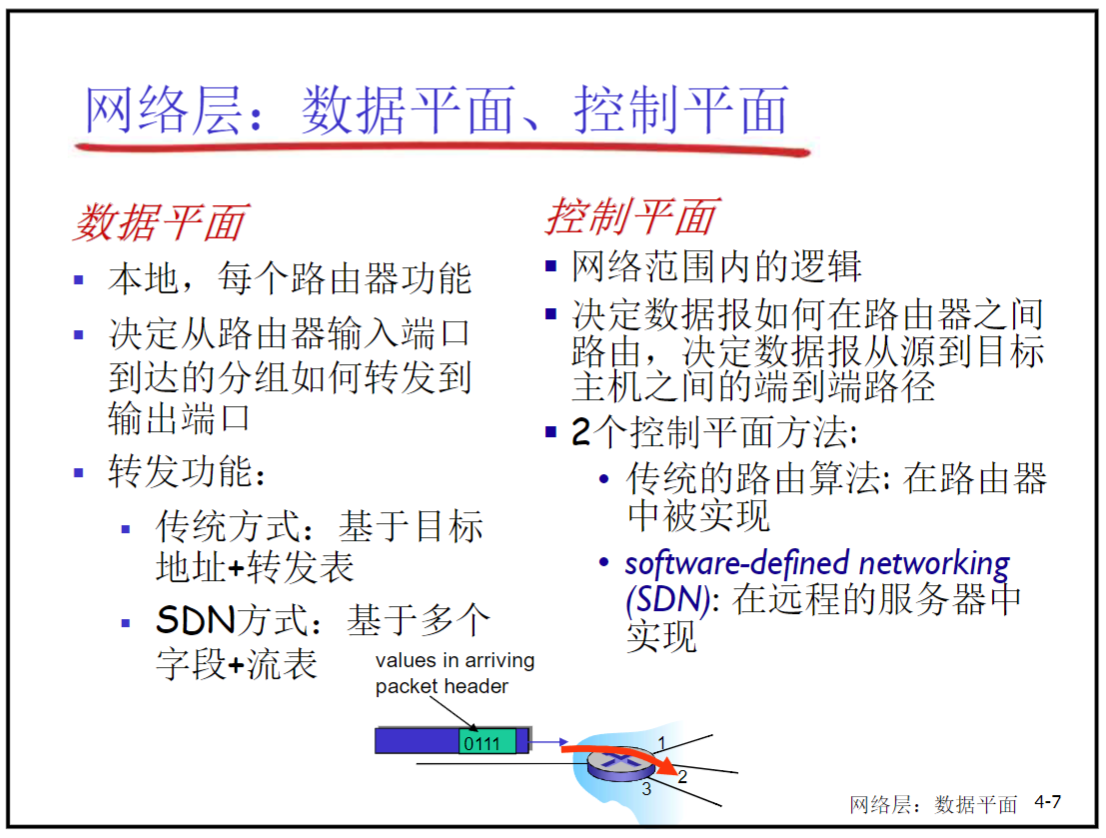 网络层：数据平面、控制平面
数据平面
▪ 本地，每个路由器功能
▪ 决定从路由器输入端口
到达的分组如何转发到
输出端口
▪ 转发功能：
▪ 传统方式：基于目标
地址+转发表
▪ SDN方式：基于多个
字段+流表
控制平面
▪ 网络范围内的逻辑
▪ 决定数据报如何在路由器之间
路由，决定数据报从源到目标
主机之间的端到端路径
▪ 2个控制平面方法:
• 传统的路由算法: 在路由器
中被实现
• software-defined networking
(SDN): 在远程的服务器中
实现
values in arriving
packet header
0111
1
2
3
网络层：数据平面 4-7